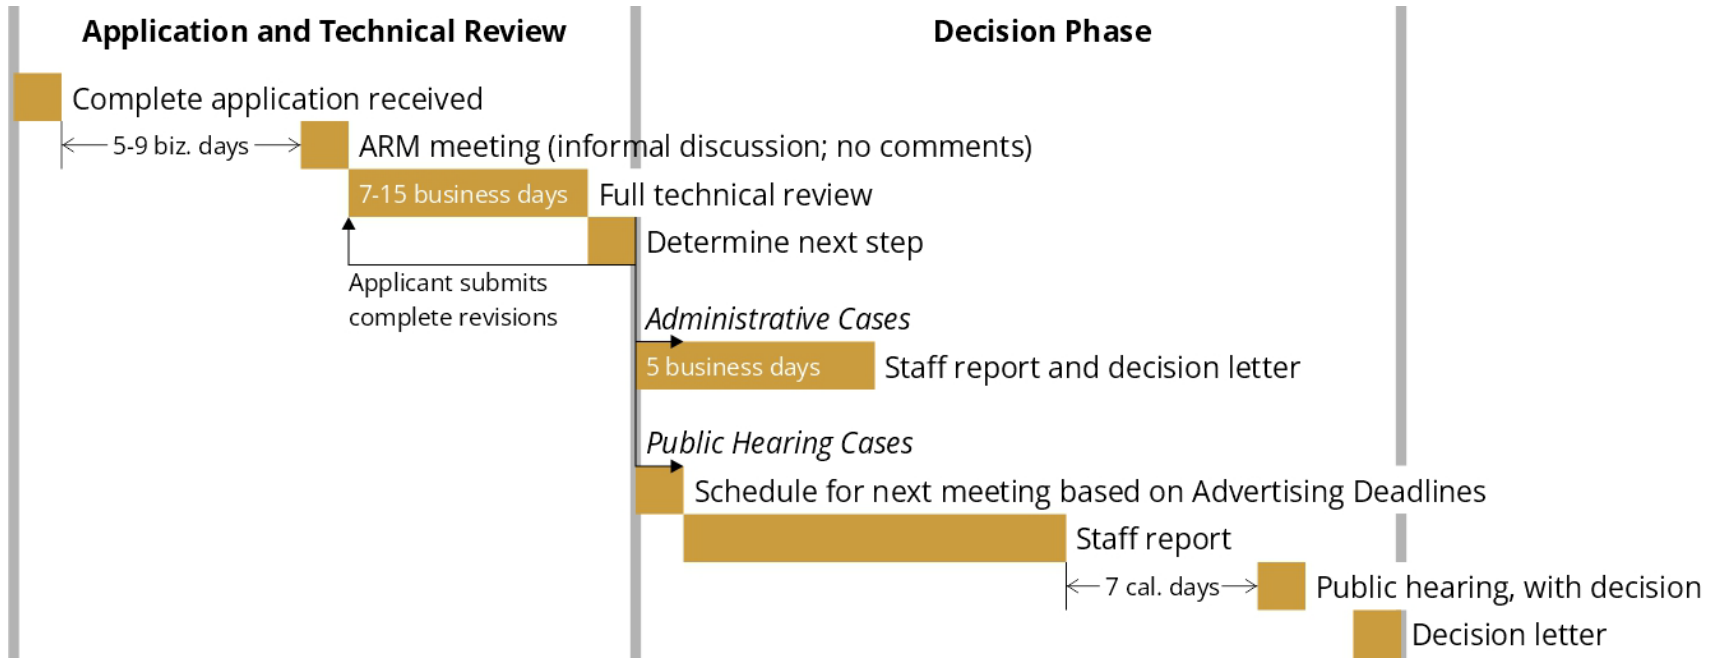 Application and Technical Review
Decision Phase
Complete application received
5-9 biz. days
ARM meeting (informal discussion; no comments)
7-15 business days
Full technical review
Determine next step
Applicant submits
complete revisions
Administrative Cases
5 business days
Staff report and decision letter
Public Hearing Cases
Schedule for next meeting based on Advertising Deadlines
Staff report
7 cal. days
Public hearing, with decision
Decision letter